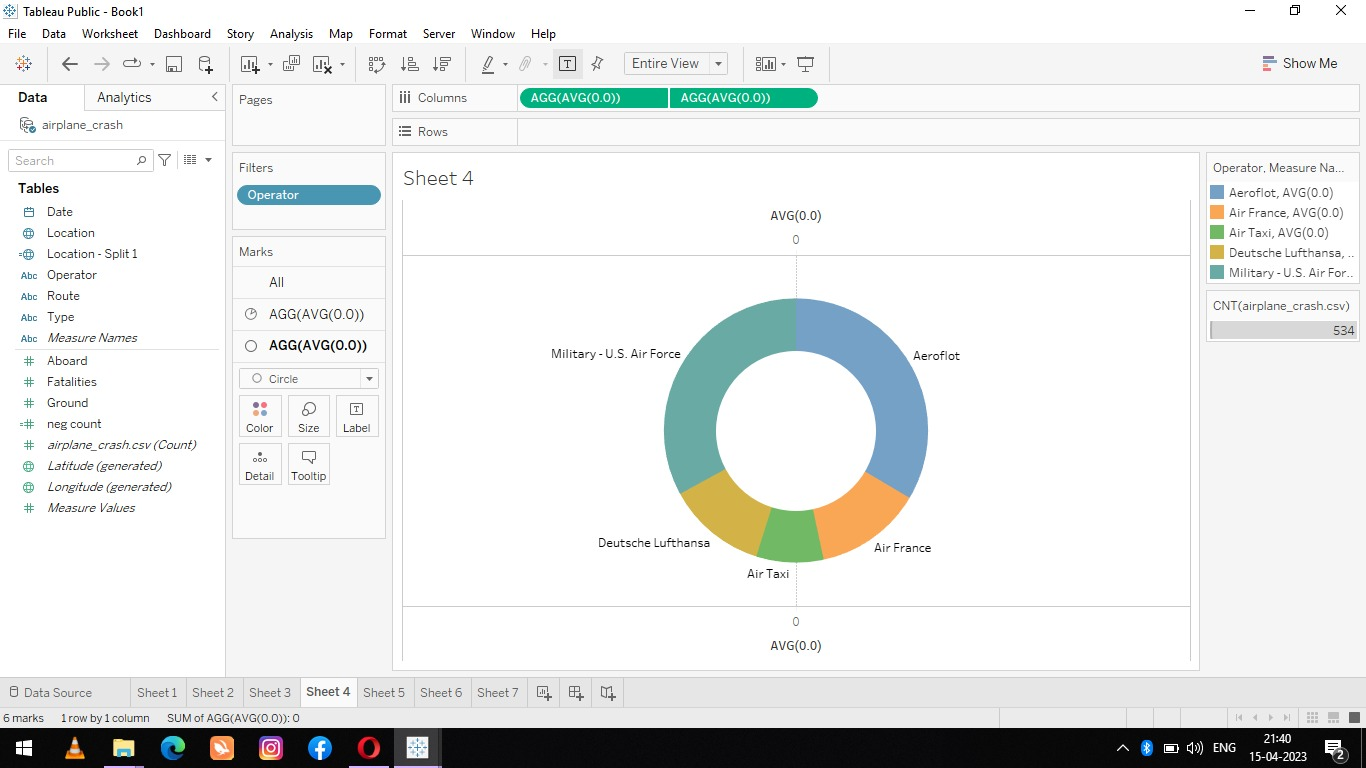 Tableau Public - Book1
File Data Worksheet Dashboard Story Analysis Map Format Server Window Help
Entire View
Show Me
Data Analytics
airplane_crash
Search
Tables
Date
Location
Location - Split 1
Abc Operator
Abc Route
Abc Type
Abc Measure Names
Aboard
Fatalities
Ground
neg count
airplane_crash.csv (Count)
Latitude (generated)
Longitude (generated)
Measure Values
Pages
Filters
Operator
Marks
All
AGG(AVG(0.0))
AGG(AVG(0.0))
Circle
Color Size Label
Detail Tooltip
Columns AGG(AVG(0.0)) AGG(AVG(0.0))
Rows
Sheet 4
AVG(0.0)
0
Military - U.S. Air Force
Aeroflot
Deutsche Lufthansa
Air France
Air Taxi
0
AVG(0.0)
Operator, Measure Na...
Aeroflot, AVG(0.0)
Air France, AVG(0.0)
Air Taxi, AVG(0.0)
Deutsche Lufthansa, ..
Military - U.S. Air For..
CNT(airplane_crash.csv)
534
Data Source Sheet 1 Sheet 2 Sheet 3 Sheet 4 Sheet 5 Sheet 6 Sheet 7
6 marks 1 row by 1 column SUM of AGG(AVG(0.0)): 0
ENG
21:40
15-04-2023
2